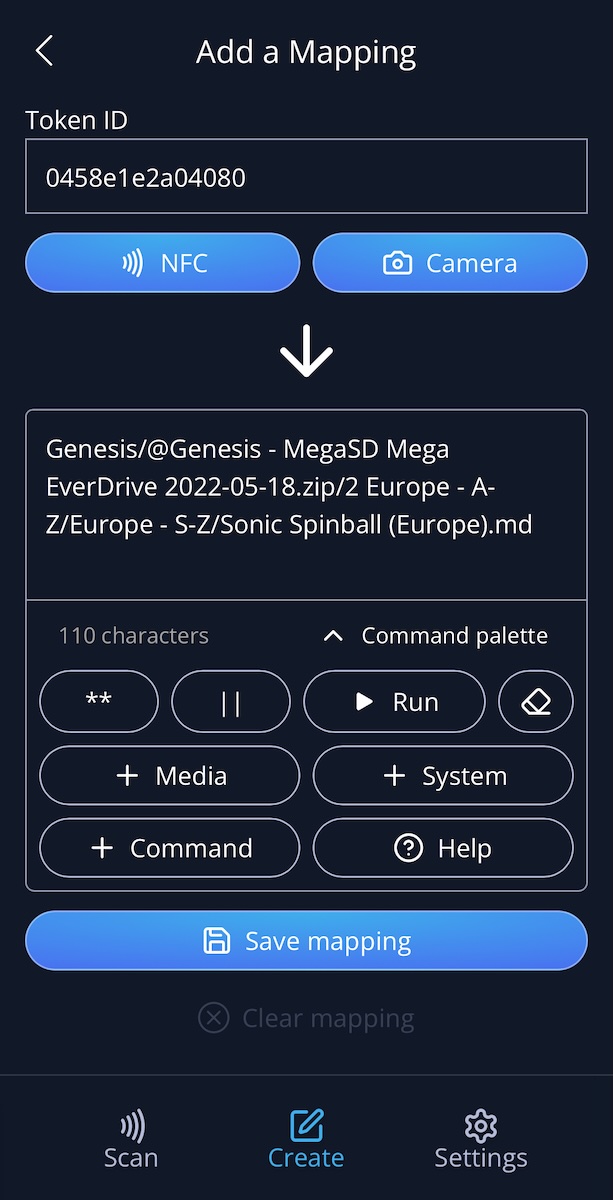 Add a Mapping
Token ID
0458e1e2a04080
NFC
Camera
Genesis/@Genesis - MegaSD Mega
EverDrive 2022-05-18.zip/2 Europe - A-
Z/Europe - S-Z/Sonic Spinball (Europe).md
110 characters
Command palette
**
||
Run
Media
System
Command
Help
Save mapping
Clear mapping
Scan
Create
Settings